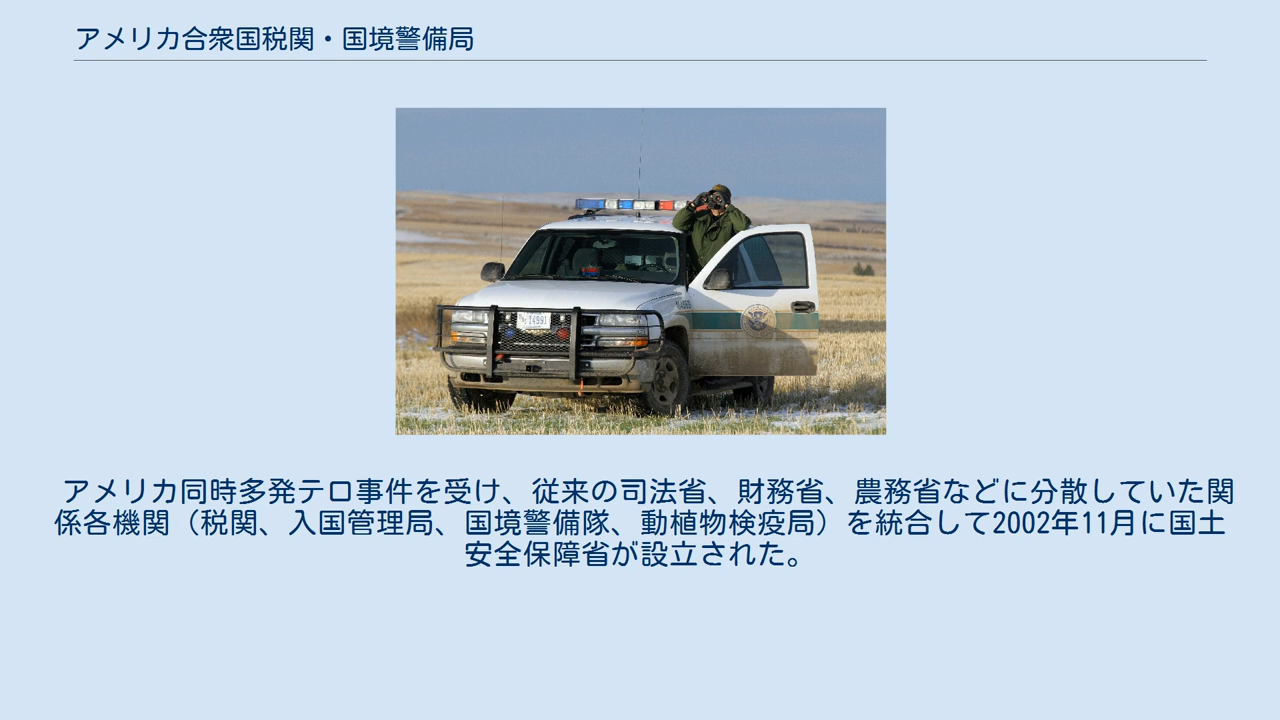 アメリカ合衆国税関・国境警備局
アメリカ同時多発テロ事件を受け、従来の司法省、財務省、農務省などに分散していた関
係各機関（税関、入国管理局、国境警備隊、動植物検疫局）を統合して2002年11月に国土
安全保障省が設立された。